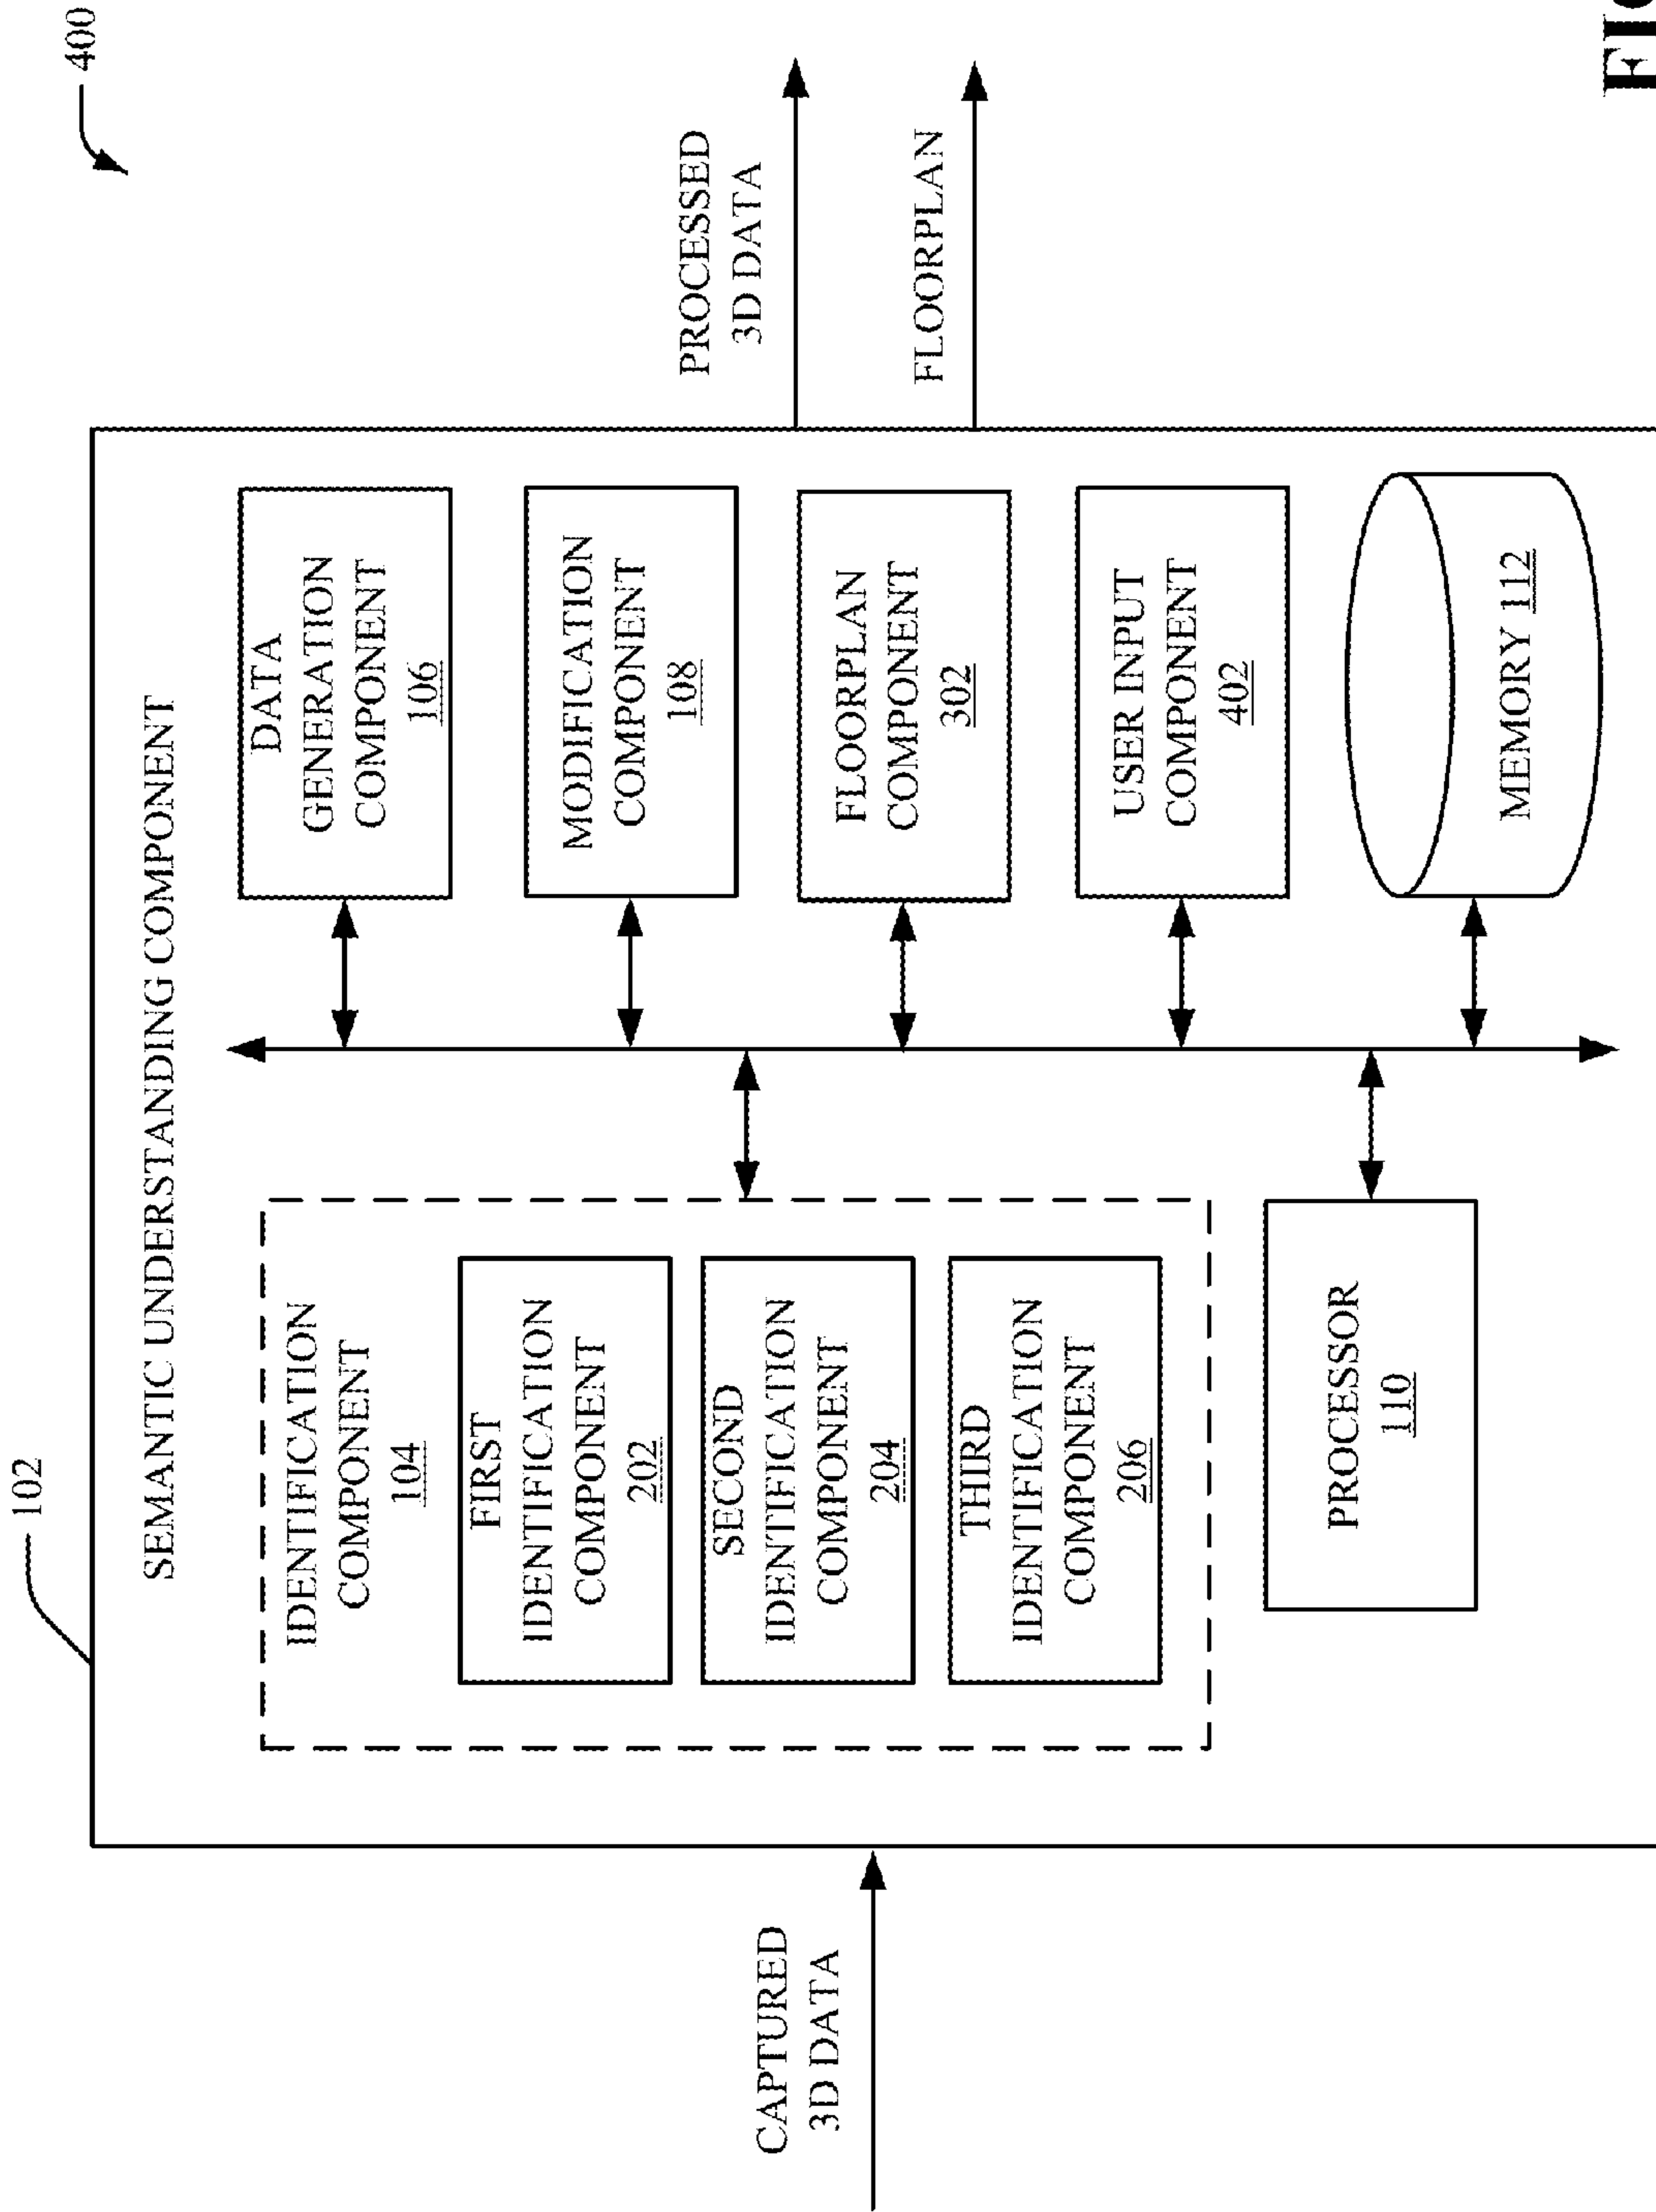 400
102
SEMANTIC UNDERSTANDING COMPONENT
CAPTURED
3D DATA
IDENTIFICATION
COMPONENT
104
FIRST
IDENTIFICATION
COMPONENT
202
SECOND
IDENTIFICATION
COMPONENT
204
THIRD
IDENTIFICATION
COMPONENT
206
PROCESSOR
110
DATA
GENERATION
COMPONENT
106
MODIFICATION
COMPONENT
108
FLOORPLAN
COMPONENT
302
USER INPUT
COMPONENT
402
MEMORY 112
PROCESSED
3D DATA
FLOORPLAN